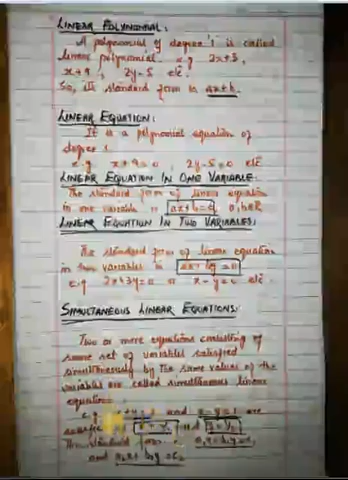 LINEAR POLYNOMIAL:
A polynomial of degree '1' is called
linear polynomial. e.g 2x+3,
x+9, 2y-5 etc.
So, its standard form is ax+b.
LINEAR EQUATION:
It is a polynomial equation of
degree 1.
e.g. x+9=0, 2y-5=0 etc
LINEAR EQUATION IN ONE VARIABLE:
The standard form of linear equation
in one variable is ax+b=0, a,b∈R
LINEAR EQUATION IN TWO VARIABLES:
The standard form of linear equation
in two variables is ax+by=0
e.g 2x+3y=0 or x-y=0 etc.
SIMULTANEOUS LINEAR EQUATIONS:
Two or more equations consisting of
same set of variables satisfied
simultaneously by the same values of the
variables are called simultaneous linear
equations.
e.g. and are
The standard form
and